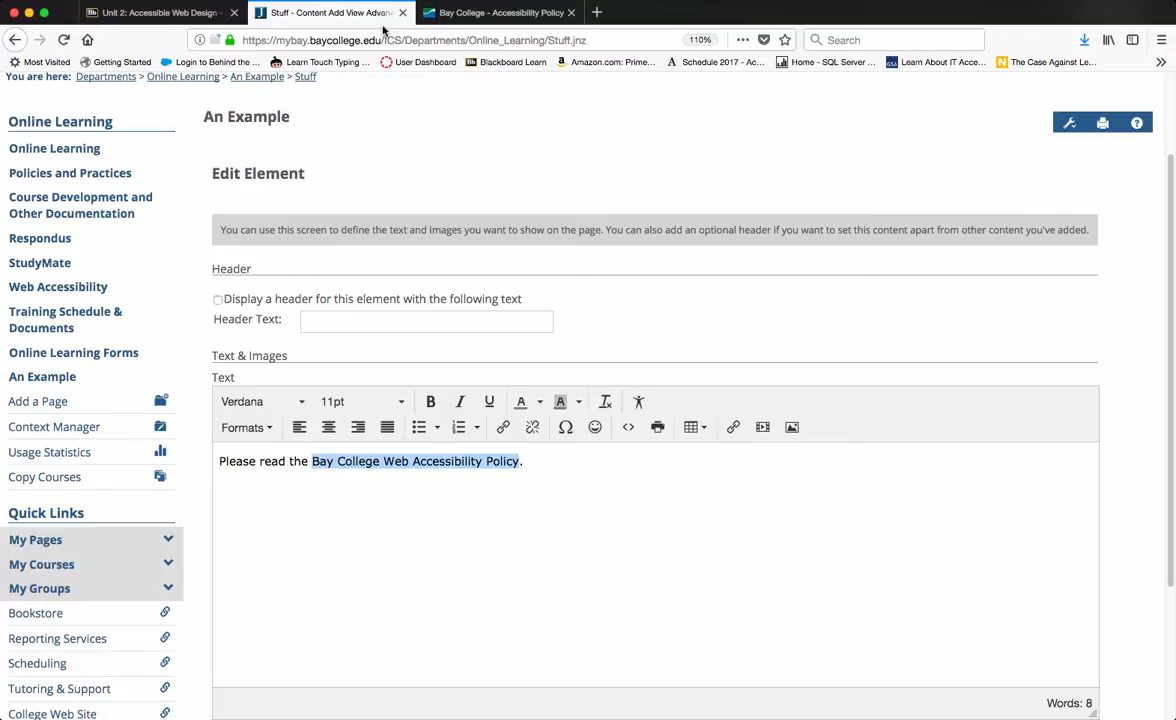 Unit 2: Accessible Web Design -
Stuff - Content Add View Advan
Bay College - Accessibility Policy
https://mybay.baycollege.edu/ICS/Departments/Online_Learning/Stuff.jnz
110%
Search
Most Visited
Getting Started
Login to Behind the ...
Learn Touch Typing ...
User Dashboard
Bb
Blackboard Learn
Amazon.com: Prime...
Schedule 2017 - Ac...
Home - SQL Server ...
Learn About IT Acce...
The Case Against Le...
You are here: Departments > Online Learning > An Example > Stuff
Online Learning
Online Learning
Policies and Practices
Course Development and
Other Documentation
Respondus
StudyMate
Web Accessibility
Training Schedule &
Documents
Online Learning Forms
An Example
Add a Page
Context Manager
Usage Statistics
Copy Courses
Quick Links
My Pages
My Courses
My Groups
Bookstore
Reporting Services
Scheduling
Tutoring & Support
College Web Site
An Example
Edit Element
You can use this screen to define the text and images you want to show on the page. You can also add an optional header if you want to set this content apart from other content you've added.
Header
Display a header for this element with the following text
Header Text:
Text & Images
Text
Verdana
11pt
B I U A A
Formats
Please read the Bay College Web Accessibility Policy.
Words: 8